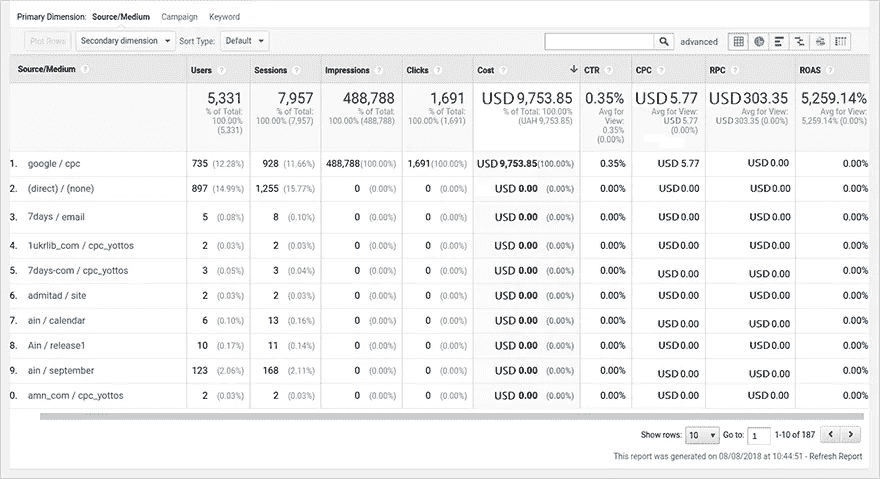 Primary Dimension: Source/Medium Campaign Keyword
Plot Rows Secondary dimension Sort Type: Default advanced
Source/Medium Users Sessions Impressions Clicks Cost CTR CPC RPC ROAS
5,331 7,957 488,788 1,691 USD 9,753.85 0.35% USD 5.77 USD 303.35 5,259.14%
% of Total: % of Total: % of Total: % of Total: % of Total: 100.00% Avg for Avg for View: Avg for View: Avg for View:
100.00% 100.00% (7,957) 100.00% (488,788) 100.00% (1,691) (UAH 9,753.85) View: USD 5.77 USD 303.35 (0.00%) 5,259.14% (0.00%)
(5,331) 0.35% (0.00%)
(0.00%)
1. google / cpc 735 (12.28%) 928 (11.66%) 488,788(100.00%) 1,691(100.00%) USD 9,753.85(100.00%) 0.35% USD 5.77 USD 0.00 0.00%
2. (direct) / (none) 897 (14.99%) 1,255 (15.77%) 0 (0.00%) 0 (0.00%) USD 0.00 (0.00%) 0.00% USD 0.00 USD 0.00 0.00%
3. 7days / email 5 (0.08%) 8 (0.10%) 0 (0.00%) 0 (0.00%) USD 0.00 (0.00%) 0.00% USD 0.00 USD 0.00 0.00%
4. 1ukrlib_com / cpc_yottos 2 (0.03%) 2 (0.03%) 0 (0.00%) 0 (0.00%) USD 0.00 (0.00%) 0.00% USD 0.00 USD 0.00 0.00%
5. 7days-com / cpc_yottos 3 (0.05%) 3 (0.04%) 0 (0.00%) 0 (0.00%) USD 0.00 (0.00%) 0.00% USD 0.00 USD 0.00 0.00%
6. admitad / site 2 (0.03%) 2 (0.03%) 0 (0.00%) 0 (0.00%) USD 0.00 (0.00%) 0.00% USD 0.00 USD 0.00 0.00%
7. ain / calendar 6 (0.10%) 13 (0.16%) 0 (0.00%) 0 (0.00%) USD 0.00 (0.00%) 0.00% USD 0.00 USD 0.00 0.00%
8. Ain / release1 10 (0.17%) 11 (0.14%) 0 (0.00%) 0 (0.00%) USD 0.00 (0.00%) 0.00% USD 0.00 USD 0.00 0.00%
9. ain / september 123 (2.06%) 168 (2.11%) 0 (0.00%) 0 (0.00%) USD 0.00 (0.00%) 0.00% USD 0.00 USD 0.00 0.00%
0. amn_com / cpc_yottos 2 (0.03%) 2 (0.03%) 0 (0.00%) 0 (0.00%) USD 0.00 (0.00%) 0.00% USD 0.00 USD 0.00 0.00%
Show rows: 10 Go to: 1 1-10 of 187
This report was generated on 08/08/2018 at 10:44:51 - Refresh Report